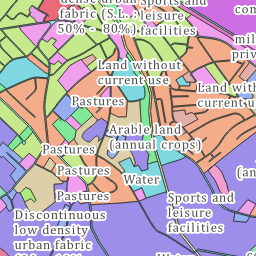 dense urban
fabric (S.L. :
50% - 80%)
Sports and
leisure
facilities
com
mil
priv
Land without
current use
Land with
current u
Pastures
Arable land
(annual crops)
Pastures
Pastures
(an
Water
Pastures
Sports and
leisure
facilities
Discontinuous
low density
urban fabric